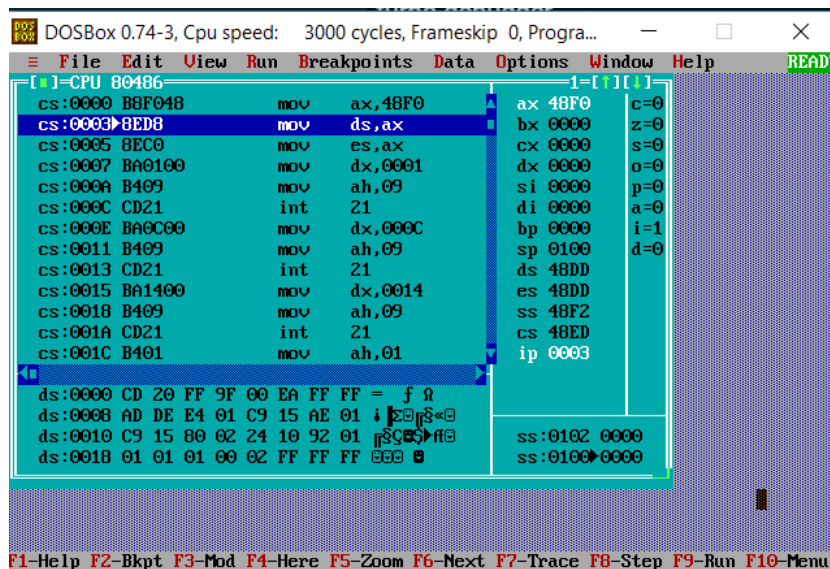 DOSBox 0.74-3, Cpu speed: 3000 cycles, Frameskip 0, Progra...
≡ File Edit View Run Breakpoints Data Options Window Help READ
[■]=CPU 80486 1=[↑][↓]
cs:0000 B8F048 mov ax,48F0 ax 48F0 c=0
cs:0003►8ED8 mov ds,ax bx 0000 z=0
cs:0005 8EC0 mov es,ax cx 0000 s=0
cs:0007 BA0100 mov dx,0001 dx 0000 o=0
cs:000A B409 mov ah,09 si 0000 p=0
cs:000C CD21 int 21 di 0000 a=0
cs:000E BA0C00 mov dx,000C bp 0000 i=1
cs:0011 B409 mov ah,09 sp 0100 d=0
cs:0013 CD21 int 21 ds 48DD
cs:0015 BA1400 mov dx,0014 es 48DD
cs:0018 B409 mov ah,09 ss 48F2
cs:001A CD21 int 21 cs 48ED
cs:001C B401 mov ah,01 ip 0003
ds:0000 CD 20 FF 9F 00 EA FF FF = ƒ Ω
ds:0008 AD DE E4 01 C9 15 AE 01
ds:0010 C9 15 80 02 24 10 92 01 ss:0102 0000
ds:0018 01 01 01 00 02 FF FF FF ss:0100►0000
F1-Help F2-Bkpt F3-Mod F4-Here F5-Zoom F6-Next F7-Trace F8-Step F9-Run F10-Menu